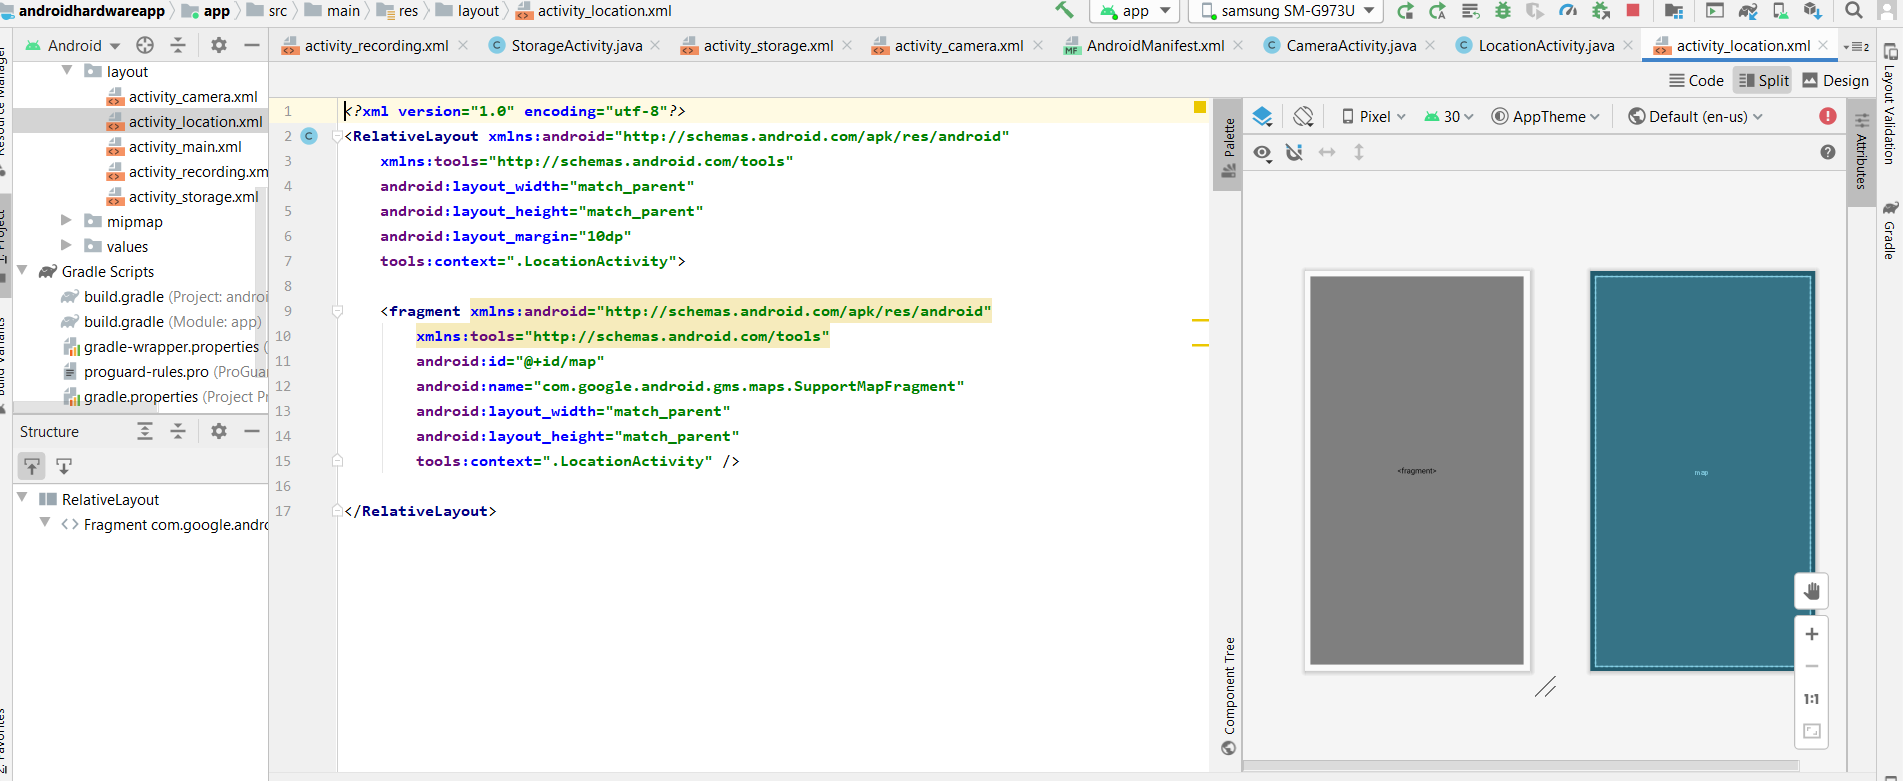 androidhardwareapp app src main res layout activity_location.xml app samsung SM-G973U
Android activity_recording.xml StorageActivity.java activity_storage.xml activity_camera.xml AndroidManifest.xml CameraActivity.java LocationActivity.java activity_location.xml 2
Code Split Design
layout
activity_camera.xml
activity_location.xml
activity_main.xml
activity_recording.xm
activity_storage.xml
mipmap
values
Gradle Scripts
build.gradle (Project: androi
build.gradle (Module: app)
gradle-wrapper.properties (
proguard-rules.pro (ProGua
gradle.properties (Project Pr
Structure
RelativeLayout
Fragment com.google.andro
1 <?xml version="1.0" encoding="utf-8"?>
2 C <RelativeLayout xmlns:android="http://schemas.android.com/apk/res/android"
3 xmlns:tools="http://schemas.android.com/tools"
4 android:layout_width="match_parent"
5 android:layout_height="match_parent"
6 android:layout_margin="10dp"
7 tools:context=".LocationActivity">
8
9 <fragment xmlns:android="http://schemas.android.com/apk/res/android"
10 xmlns:tools="http://schemas.android.com/tools"
11 android:id="@+id/map"
12 android:name="com.google.android.gms.maps.SupportMapFragment"
13 android:layout_width="match_parent"
14 android:layout_height="match_parent"
15 tools:context=".LocationActivity" />
16
17 </RelativeLayout>
Palette
Component Tree
Pixel 30 AppTheme Default (en-us)
<fragment>
map
1:1
Attributes
Layout Validation
Gradle
Resource Manager
1: Project
Build Variants
Favorites